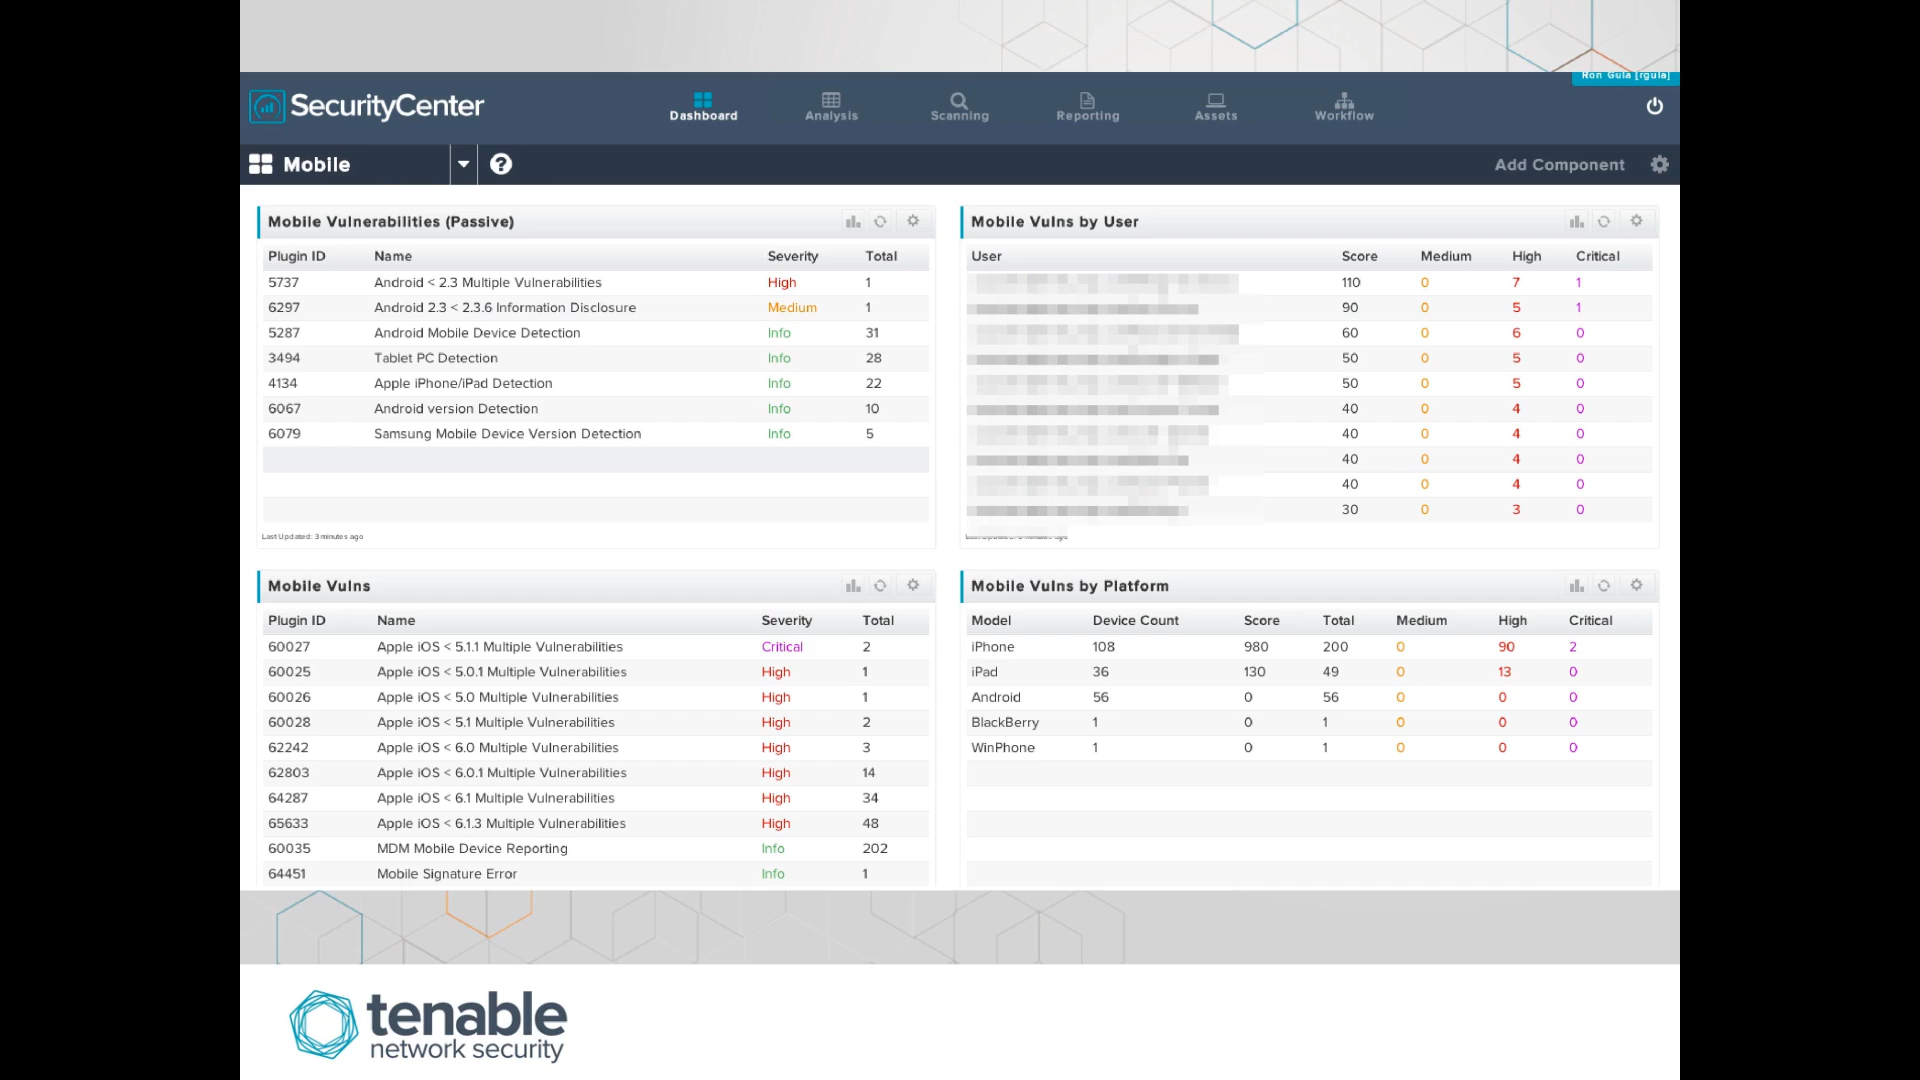 Ron Gula [rgula]
SecurityCenter
Dashboard Analysis Scanning Reporting Assets Workflow
Mobile ? Add Component
Mobile Vulnerabilities (Passive)
Plugin ID Name Severity Total
5737 Android < 2.3 Multiple Vulnerabilities High 1
6297 Android 2.3 < 2.3.6 Information Disclosure Medium 1
5287 Android Mobile Device Detection Info 31
3494 Tablet PC Detection Info 28
4134 Apple iPhone/iPad Detection Info 22
6067 Android version Detection Info 10
6079 Samsung Mobile Device Version Detection Info 5
Last Updated: 3 minutes ago
Mobile Vulns by User
User Score Medium High Critical
110 0 7 1
90 0 5 1
60 0 6 0
50 0 5 0
50 0 5 0
40 0 4 0
40 0 4 0
40 0 4 0
40 0 4 0
30 0 3 0
Mobile Vulns
Plugin ID Name Severity Total
60027 Apple iOS < 5.1.1 Multiple Vulnerabilities Critical 2
60025 Apple iOS < 5.0.1 Multiple Vulnerabilities High 1
60026 Apple iOS < 5.0 Multiple Vulnerabilities High 1
60028 Apple iOS < 5.1 Multiple Vulnerabilities High 2
62242 Apple iOS < 6.0 Multiple Vulnerabilities High 3
62803 Apple iOS < 6.0.1 Multiple Vulnerabilities High 14
64287 Apple iOS < 6.1 Multiple Vulnerabilities High 34
65633 Apple iOS < 6.1.3 Multiple Vulnerabilities High 48
60035 MDM Mobile Device Reporting Info 202
64451 Mobile Signature Error Info 1
Mobile Vulns by Platform
Model Device Count Score Total Medium High Critical
iPhone 108 980 200 0 90 2
iPad 36 130 49 0 13 0
Android 56 0 56 0 0 0
BlackBerry 1 0 1 0 0 0
WinPhone 1 0 1 0 0 0
tenable
network security